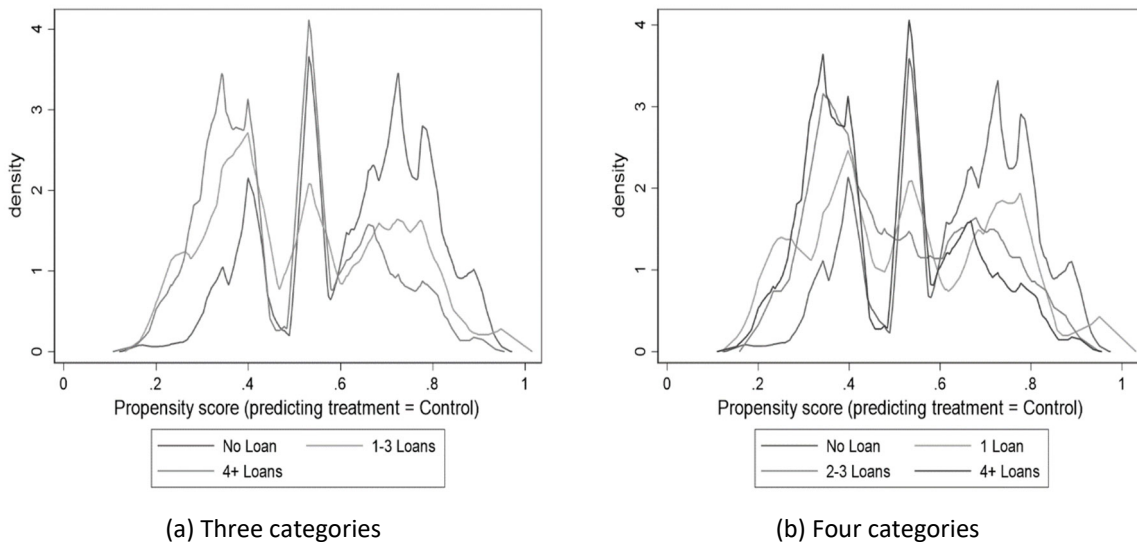 density
4
3
2
1
0
0
.2
.4
.6
.8
1
Propensity score (predicting treatment = Control)
No Loan
1-3 Loans
4+ Loans
(a) Three categories
density
4
3
2
1
0
0
.2
.4
.6
.8
1
Propensity score (predicting treatment = Control)
No Loan
1 Loan
2-3 Loans
4+ Loans
(b) Four categories